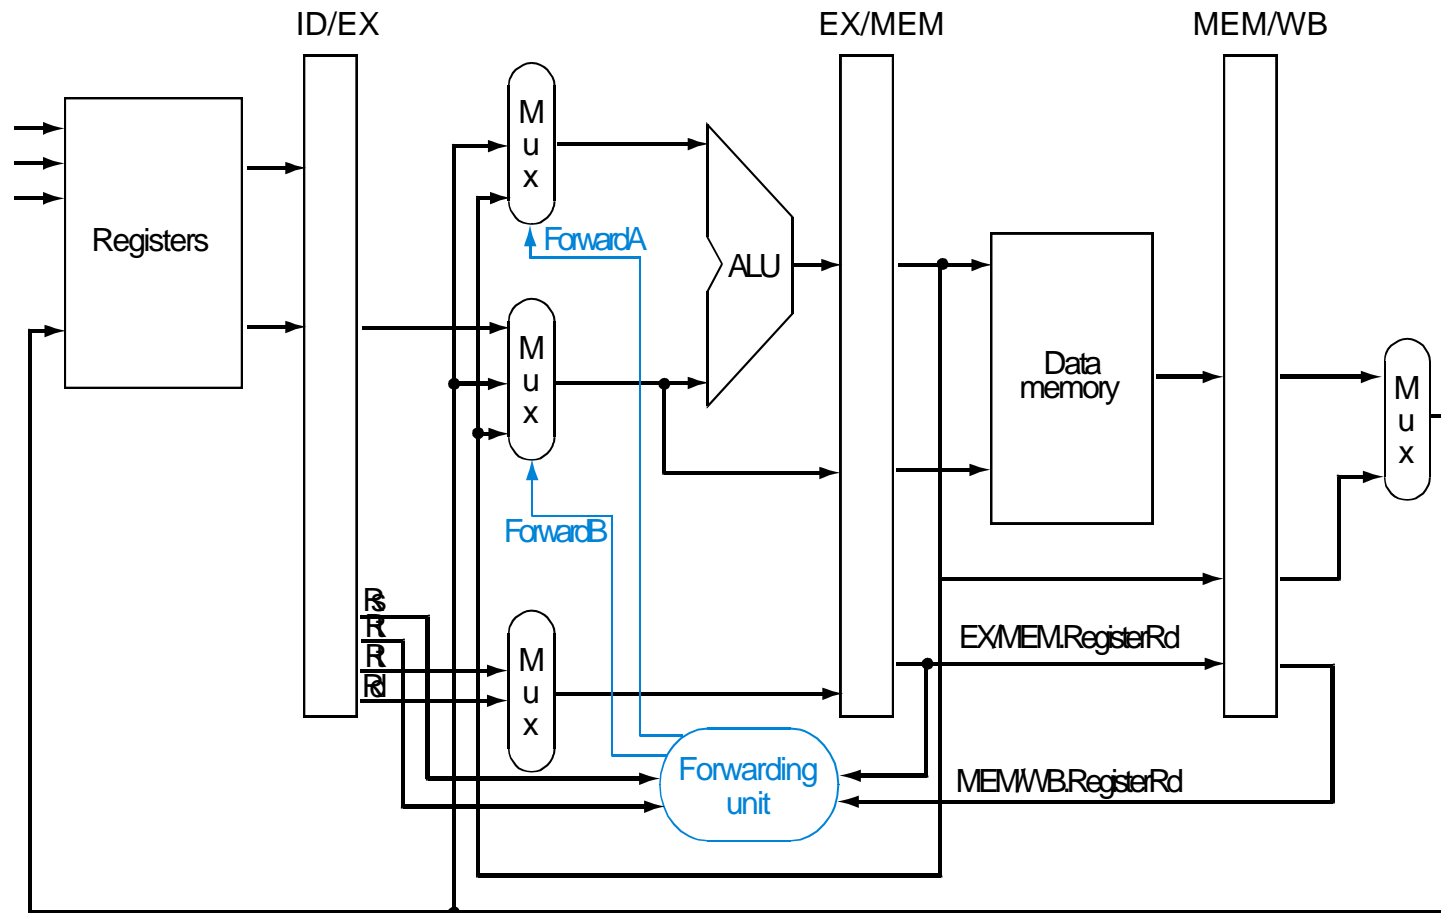 ID/EX
EX/MEM
MEM/WB
M
u
x
Registers
ForwardA
ALU
M
u
x
Data
memory
M
u
x
ForwardB
Rs
Rt
Rt
Rd
M
u
x
EX/MEM.RegisterRd
Forwarding
unit
MEM/WB.RegisterRd